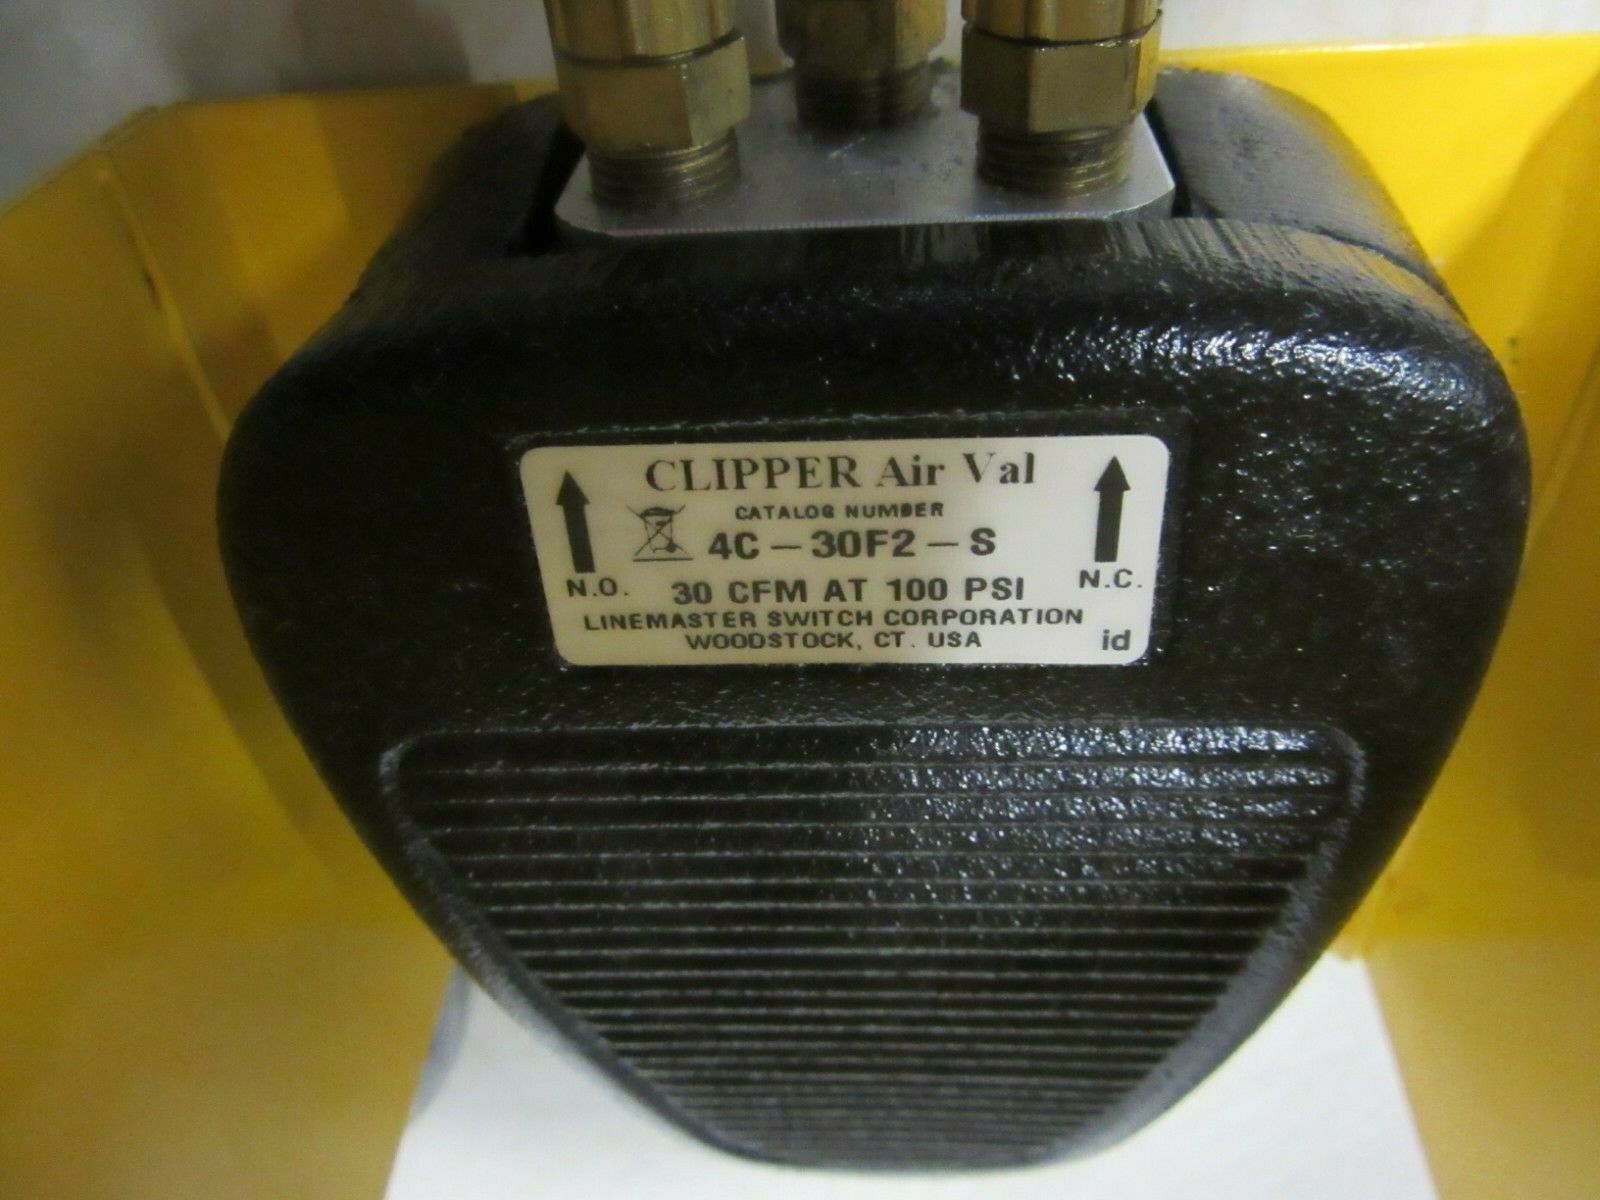 CLIPPER Air Val
CATALOG NUMBER
4C-30F2-S
N.O.
30 CFM AT 100 PSI
N.C.
LINEMASTER SWITCH CORPORATION
WOODSTOCK, CT. USA
id